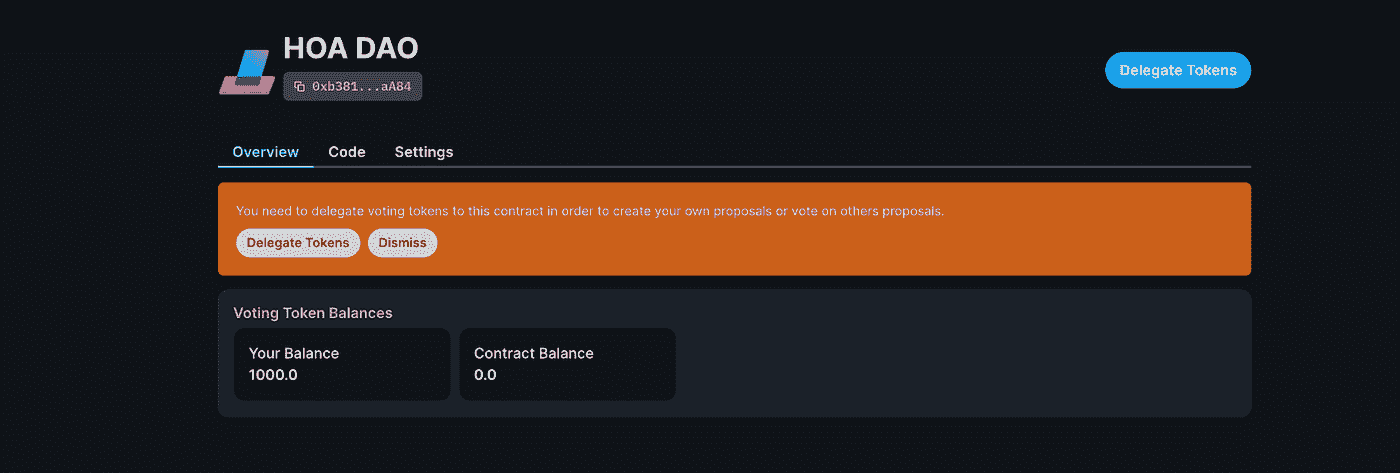 HOA DAO
0xb381...aA84
Delegate Tokens
Overview Code Settings
You need to delegate voting tokens to this contract in order to create your own proposals or vote on others proposals.
Delegate Tokens Dismiss
Voting Token Balances
Your Balance
1000.0
Contract Balance
0.0